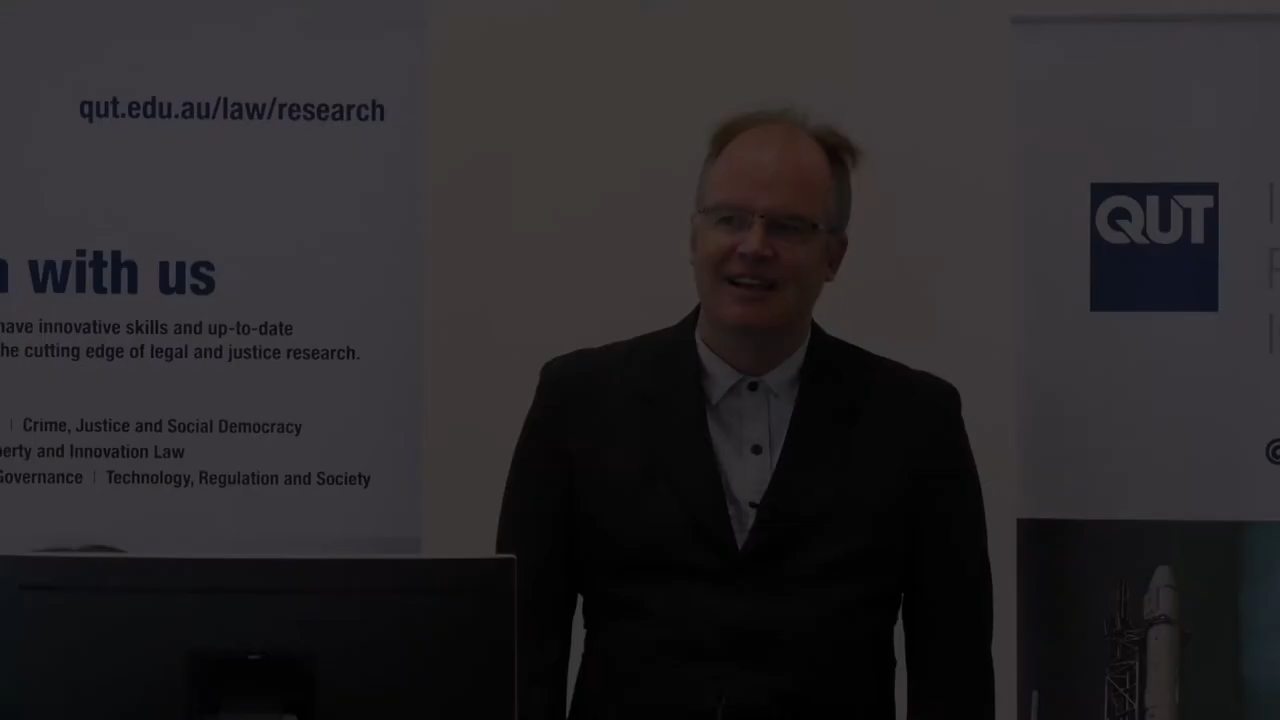 qut.edu.au/law/research
with us
have innovative skills and up-to-date
he cutting edge of legal and justice research.
| Crime, Justice and Social Democracy
perty and Innovation Law
Governance | Technology, Regulation and Society
QUT